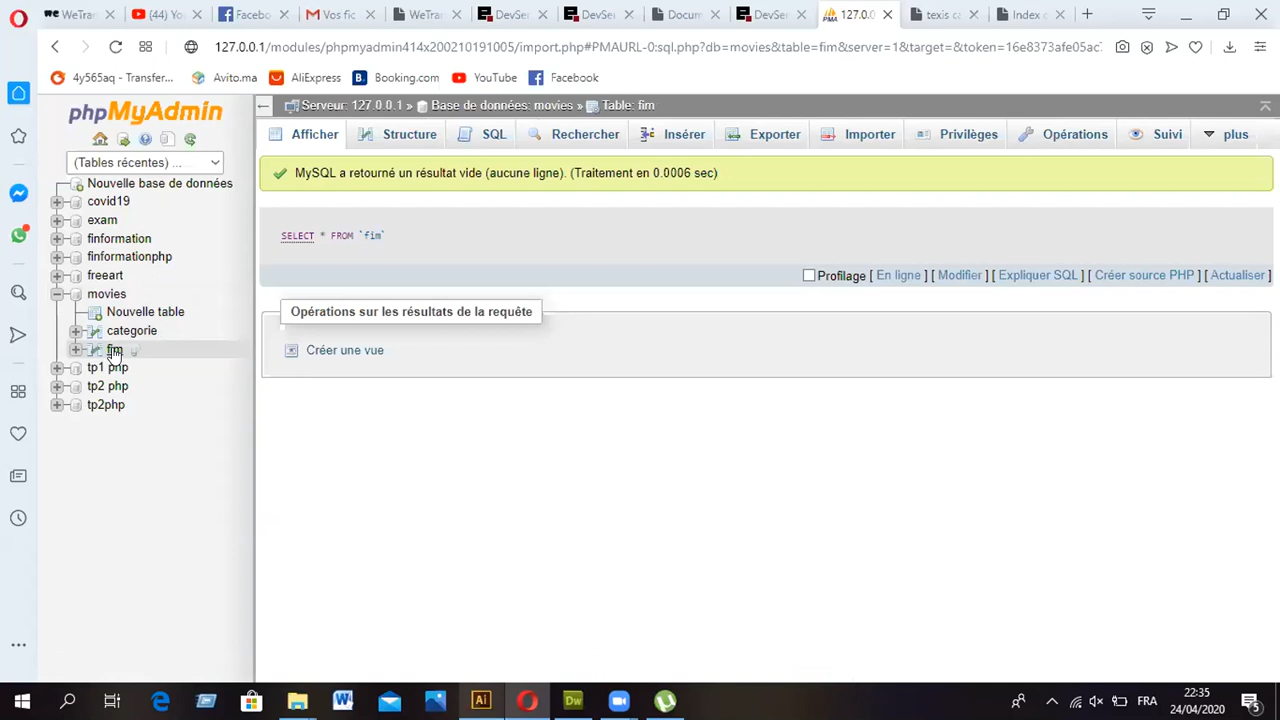 WeTra
(44) Yo
Facebo
Vos fic
WeTra
DevSer
DevSe
Docum
DevSe
127.0.0
texis c
Index c
127.0.0.1/modules/phpmyadmin414x200210191005/import.php#PMAURL-0:sql.php?db=movies&table=fim&server=1&target=&token=16e8373afe05ac7
4y565aq - Transfer...
Avito.ma
AliExpress
Booking.com
YouTube
Facebook
phpMyAdmin
Serveur: 127.0.0.1 » Base de données: movies » Table: fim
Afficher
Structure
SQL
Rechercher
Insérer
Exporter
Importer
Privilèges
Opérations
Suivi
plus
(Tables récentes) ...
Nouvelle base de données
covid19
exam
finformation
finformationphp
freeart
movies
Nouvelle table
categorie
fim
tp1 php
tp2 php
tp2php
MySQL a retourné un résultat vide (aucune ligne). (Traitement en 0.0006 sec)
SELECT * FROM `fim`
Profilage [ En ligne ] [ Modifier ] [ Expliquer SQL ] [ Créer source PHP ] [ Actualiser ]
Opérations sur les résultats de la requête
Créer une vue
FRA
22:35
24/04/2020